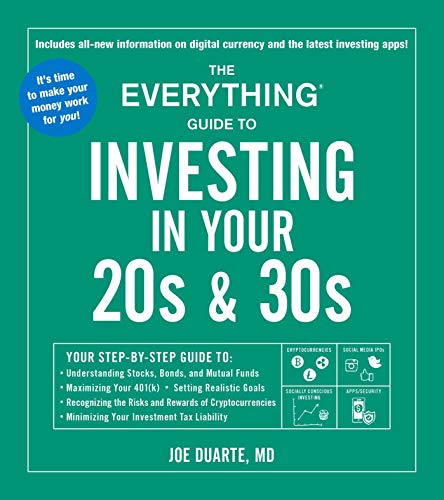 Includes all-new information on digital currency and the latest investing apps!
It's time
to make your
money work
for you!
THE
EVERYTHING®
GUIDE TO
INVESTING
IN YOUR
20s & 30s
YOUR STEP-BY-STEP GUIDE TO:
• Understanding Stocks, Bonds, and Mutual Funds
• Maximizing Your 401(k) • Setting Realistic Goals
• Recognizing the Risks and Rewards of Cryptocurrencies
• Minimizing Your Investment Tax Liability
CRYPTOCURRENCIES
SOCIAL MEDIA IPOs
SOCIALLY CONSCIOUS
INVESTING
APPS/SECURITY
JOE DUARTE, MD